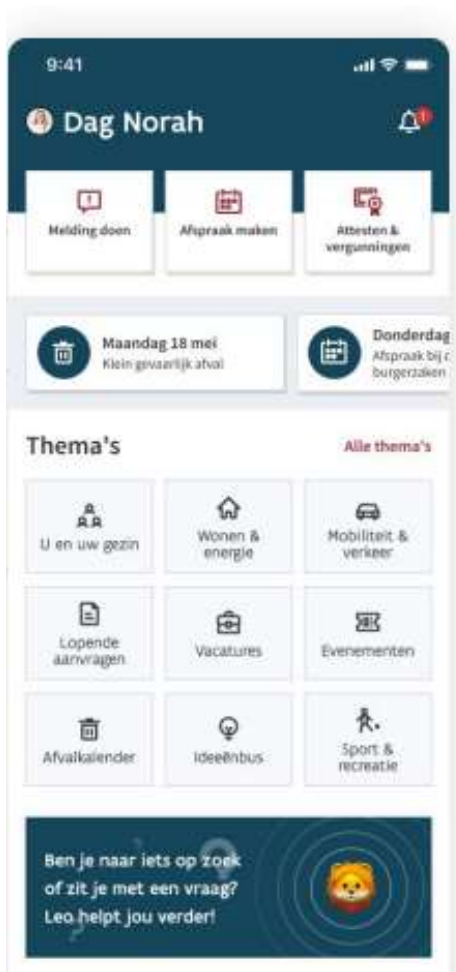 9:41
Dag Norah
1
Melding doen
Afspraak maken
Attesten &
vergunningen
Maandag 18 mei
Klein gevaarlijk afval
Donderdag
Afspraak bij
burgerzaken
Thema's
Alle thema's
U en uw gezin
Wonen &
energie
Mobiliteit &
verkeer
Lopende
aanvragen
Vacatures
Evenementen
Afvalkalender
Ideeënbus
Sport &
recreatie
Ben je naar iets op zoek
of zit je met een vraag?
Leo helpt jou verder!